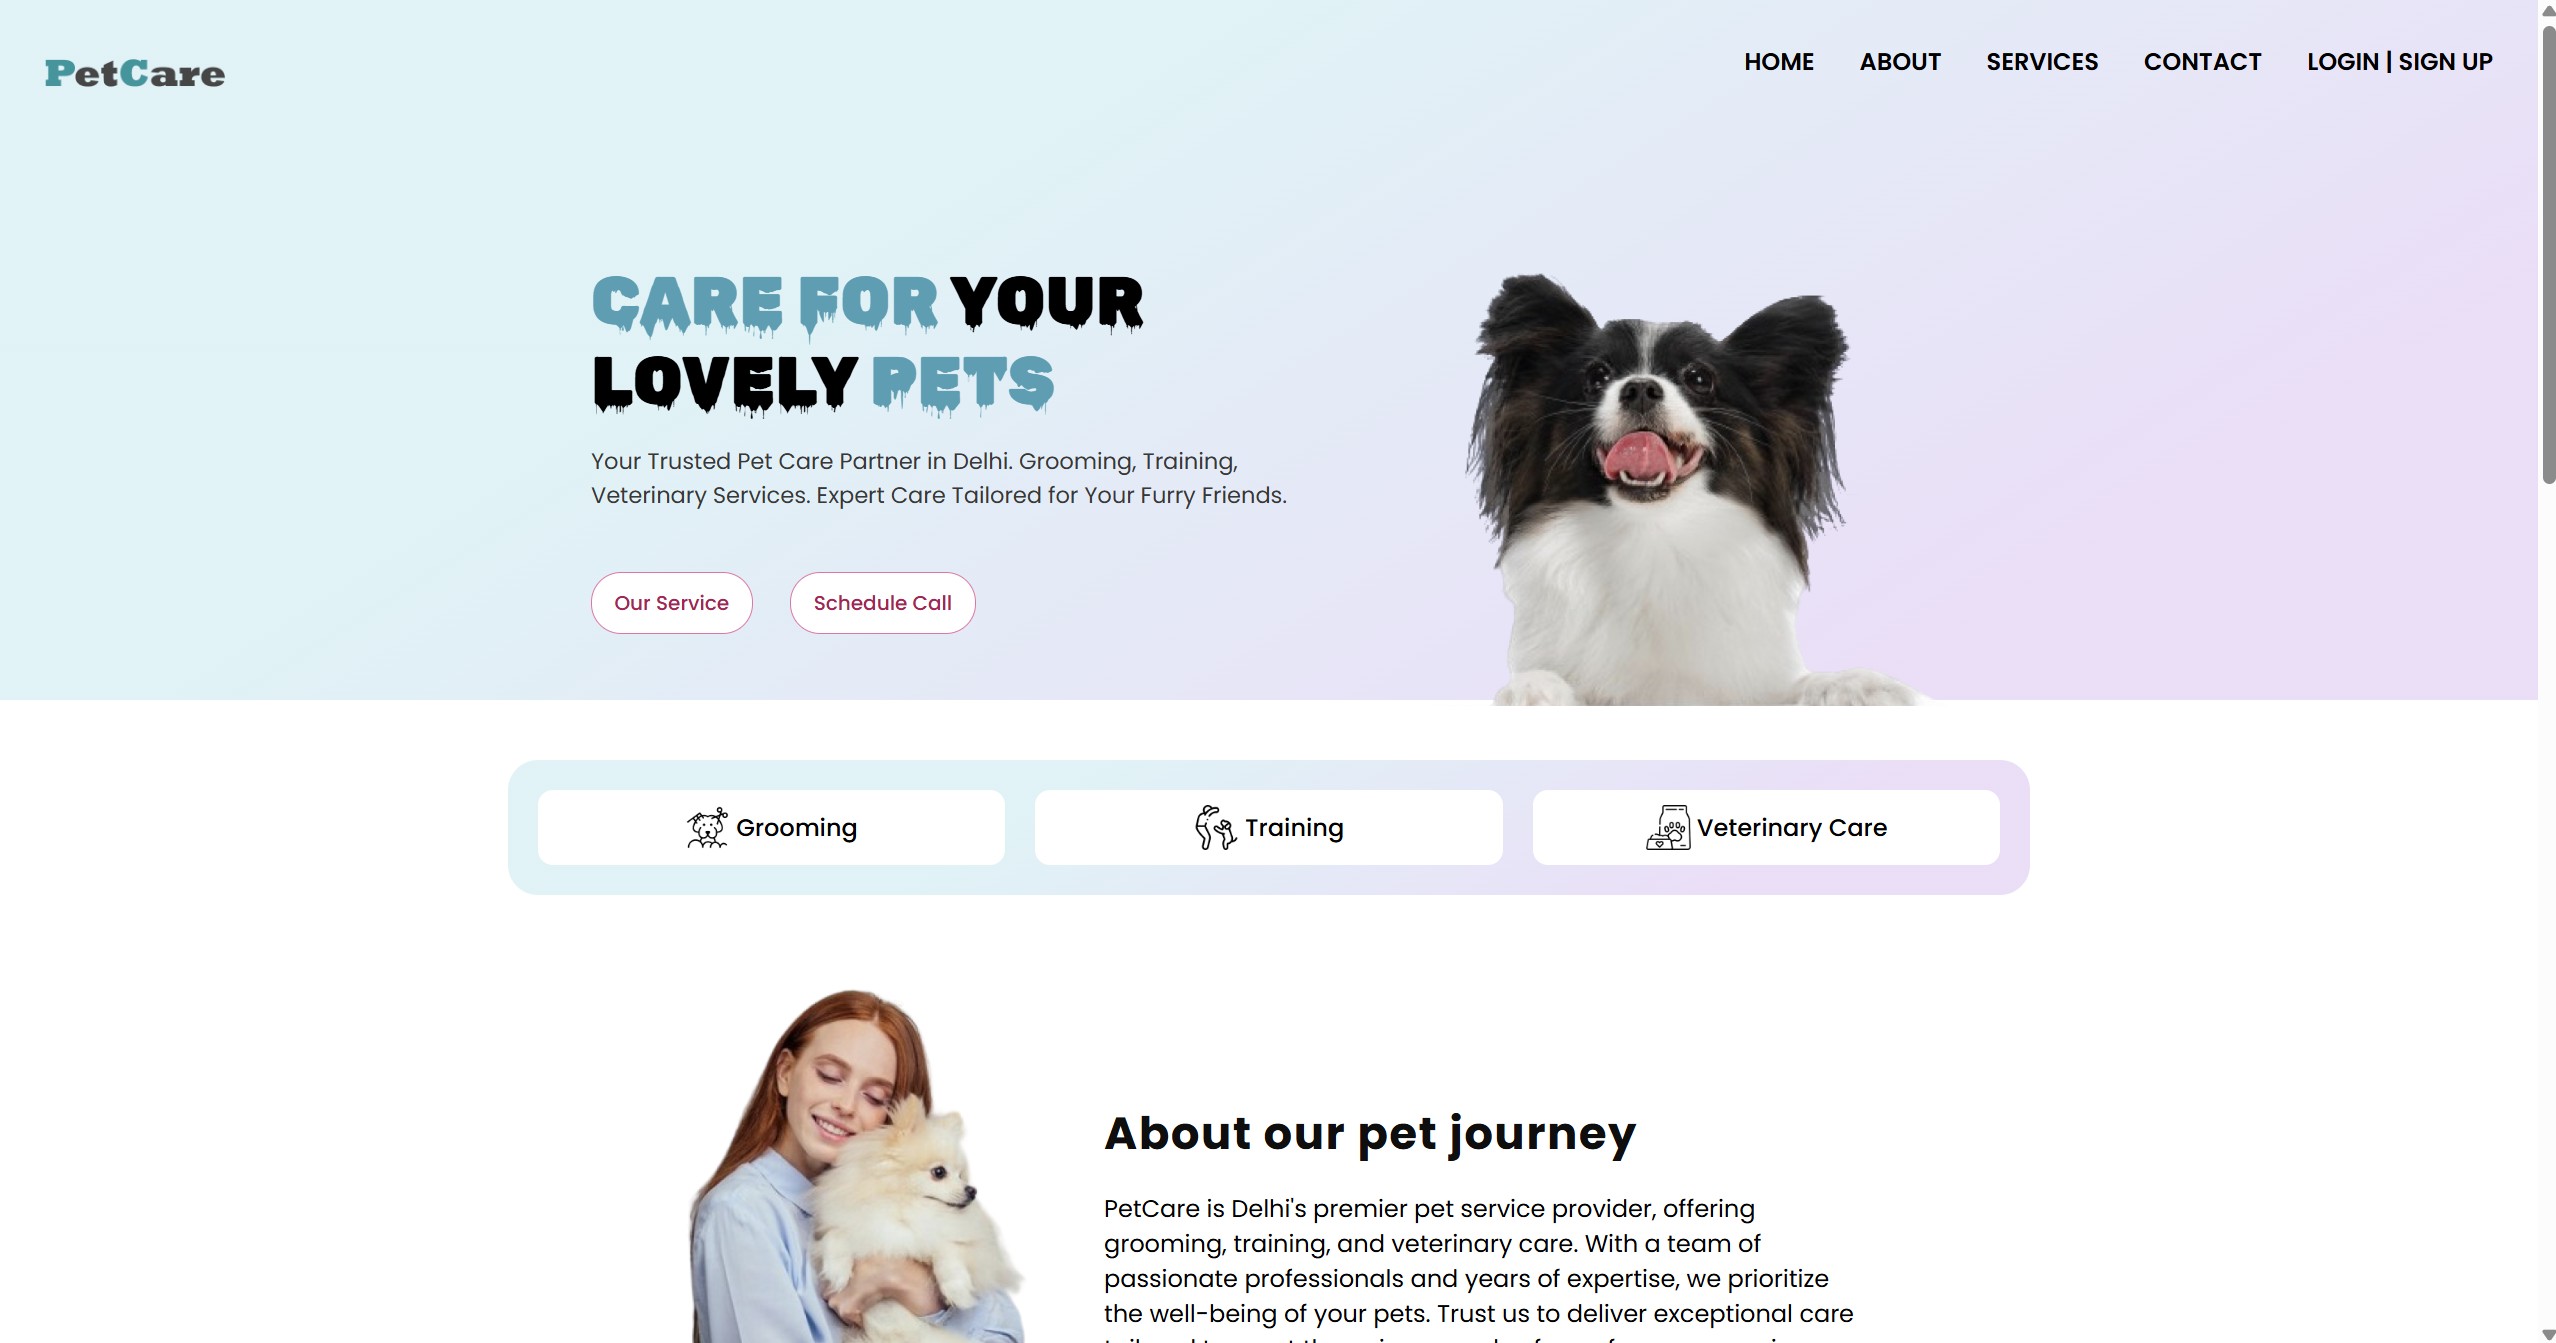 PetCare
HOME ABOUT SERVICES CONTACT LOGIN | SIGN UP
CARE FOR YOUR
LOVELY PETS
Your Trusted Pet Care Partner in Delhi. Grooming, Training,
Veterinary Services. Expert Care Tailored for Your Furry Friends.
Our Service Schedule Call
Grooming Training Veterinary Care
About our pet journey
PetCare is Delhi's premier pet service provider, offering
grooming, training, and veterinary care. With a team of
passionate professionals and years of expertise, we prioritize
the well-being of your pets. Trust us to deliver exceptional care